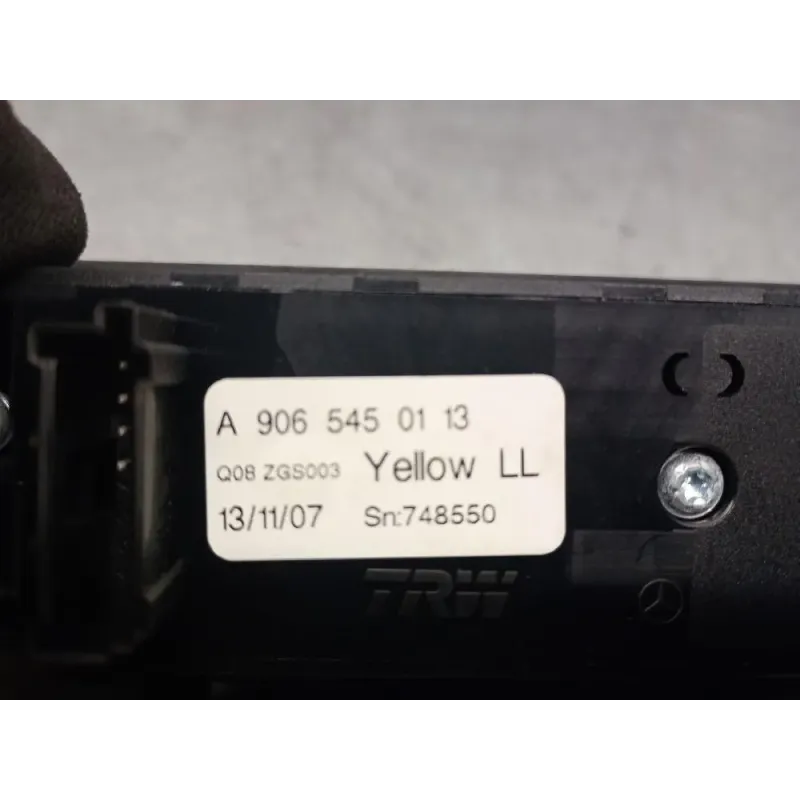 A 906 545 01 13
Q08 ZGS003 Yellow LL
13/11/07 Sn:748550
TRW